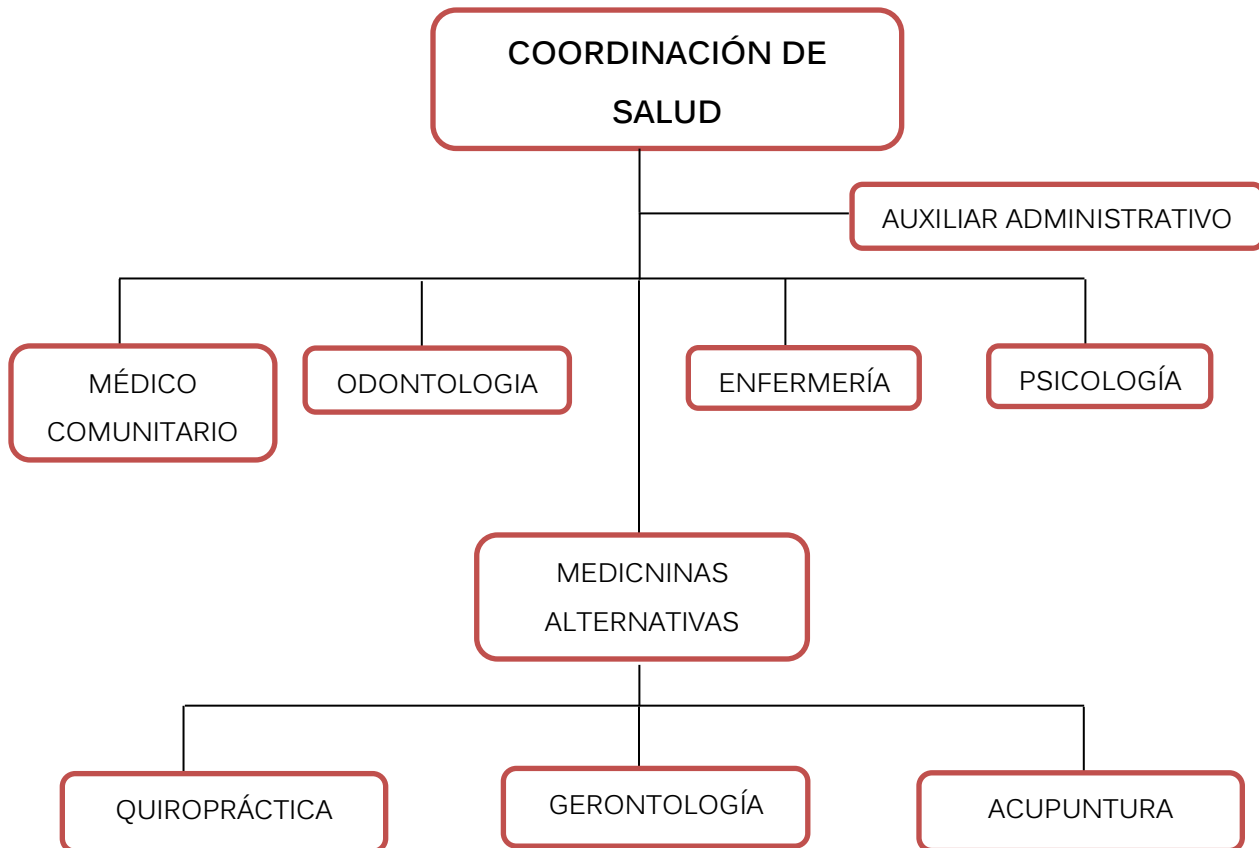 COORDINACIÓN DE
SALUD
AUXILIAR ADMINISTRATIVO
MÉDICO
COMUNITARIO
ODONTOLOGIA
ENFERMERÍA
PSICOLOGÍA
MEDICNINAS
ALTERNATIVAS
QUIROPRÁCTICA
GERONTOLOGÍA
ACUPUNTURA